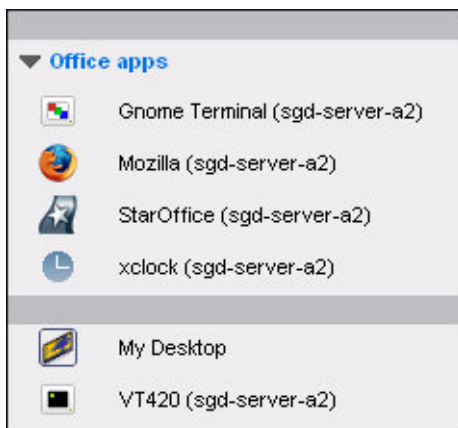 Office apps
Gnome Terminal (sgd-server-a2)
Mozilla (sgd-server-a2)
StarOffice (sgd-server-a2)
xclock (sgd-server-a2)
My Desktop
VT420 (sgd-server-a2)